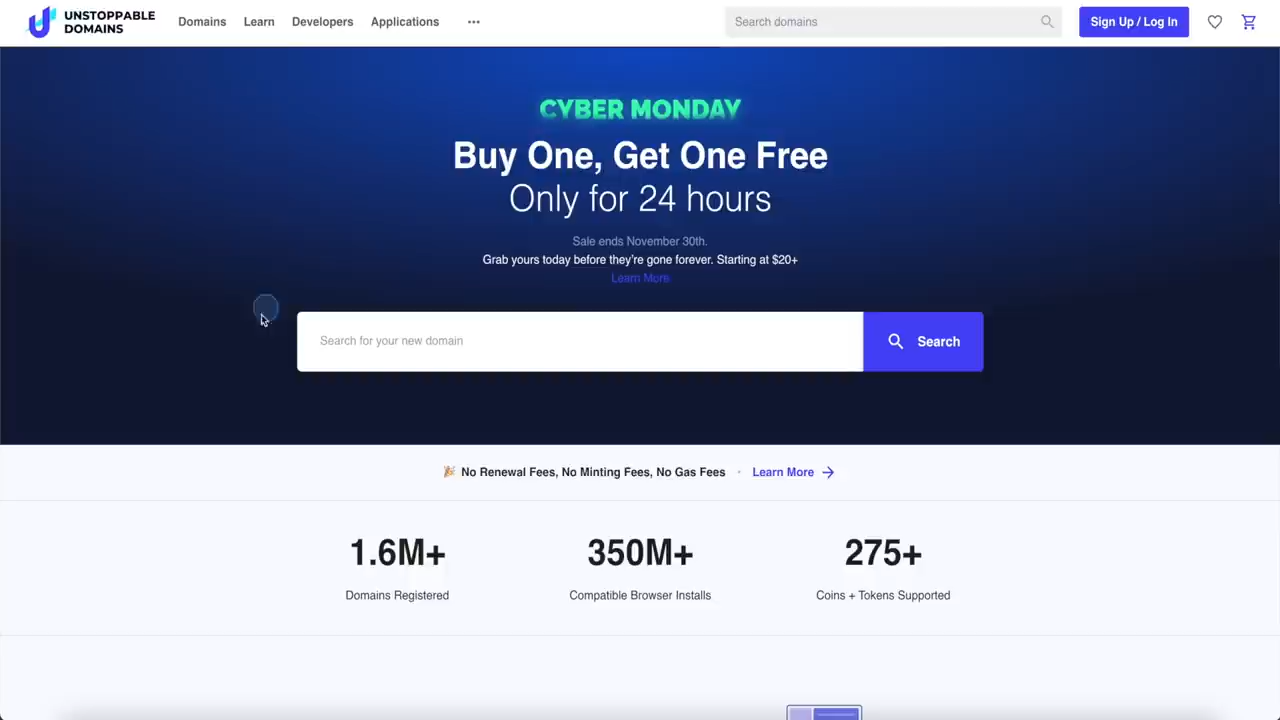 UNSTOPPABLE
DOMAINS
Domains Learn Developers Applications ...
Search domains
Sign Up / Log In
CYBER MONDAY
Buy One, Get One Free
Only for 24 hours
Sale ends November 30th.
Grab yours today before they're gone forever. Starting at $20+
Learn More
Search for your new domain
Search
No Renewal Fees, No Minting Fees, No Gas Fees • Learn More →
1.6M+ 350M+ 275+
Domains Registered Compatible Browser Installs Coins + Tokens Supported